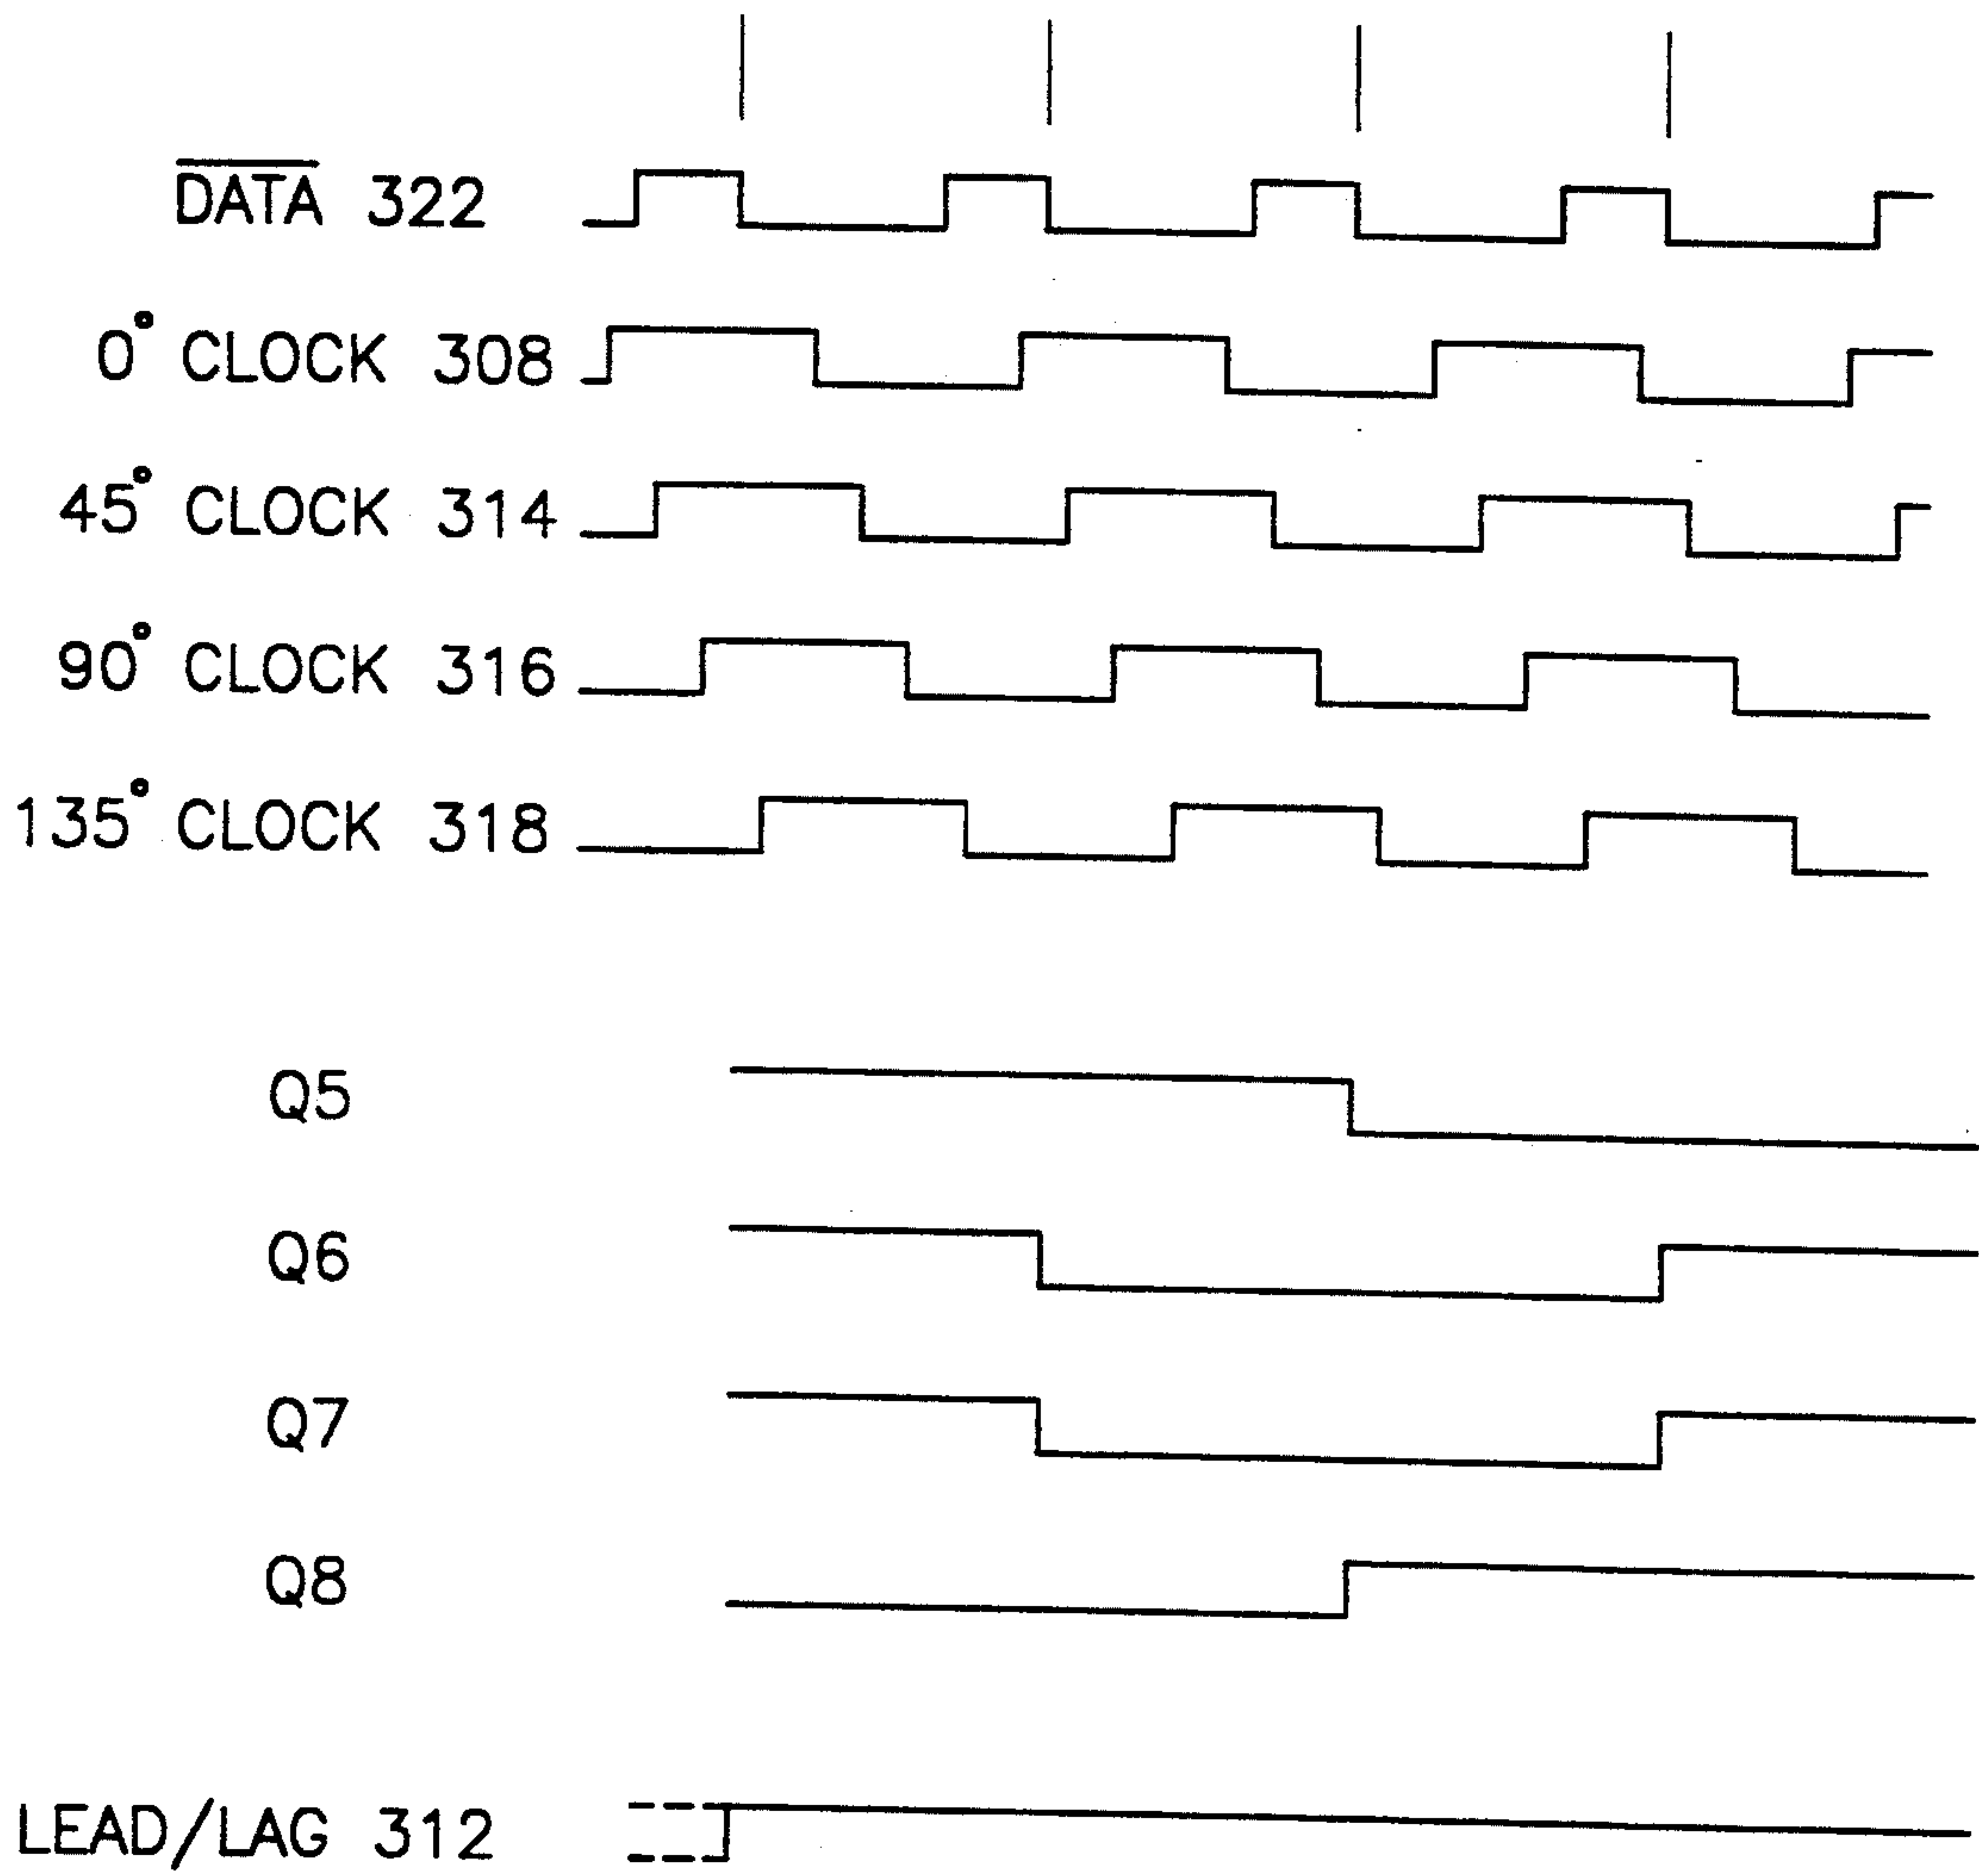 DATA 322
0° CLOCK 308
45° CLOCK 314
90° CLOCK 316
135° CLOCK 318
Q5
Q6
Q7
Q8
LEAD/LAG 312